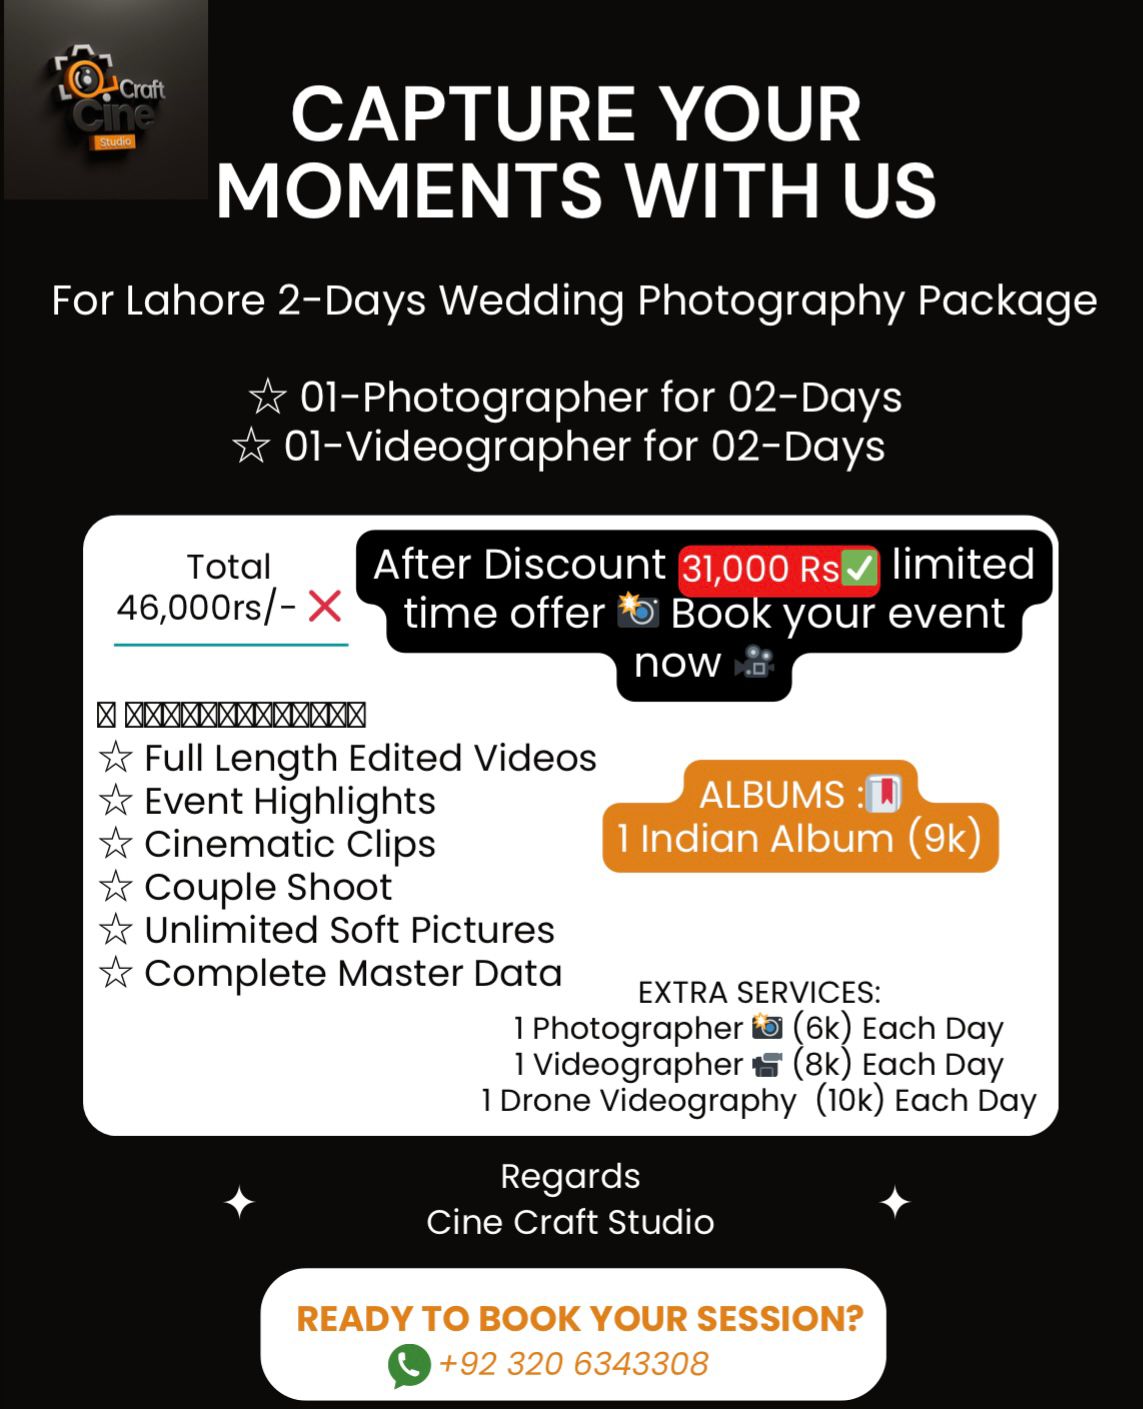 Craft
Cine
Studio
CAPTURE YOUR
MOMENTS WITH US
For Lahore 2-Days Wedding Photography Package
☆ 01-Photographer for 02-Days
☆ 01-Videographer for 02-Days
Total
46,000rs/- ❌
After Discount 31,000 Rs✅ limited
time offer 📸 Book your event
now 🎥
☆ Full Length Edited Videos
☆ Event Highlights
☆ Cinematic Clips
☆ Couple Shoot
☆ Unlimited Soft Pictures
☆ Complete Master Data
ALBUMS :📑
1 Indian Album (9k)
EXTRA SERVICES:
1 Photographer 📸 (6k) Each Day
1 Videographer 📹 (8k) Each Day
1 Drone Videography (10k) Each Day
Regards
Cine Craft Studio
READY TO BOOK YOUR SESSION?
+92 320 6343308